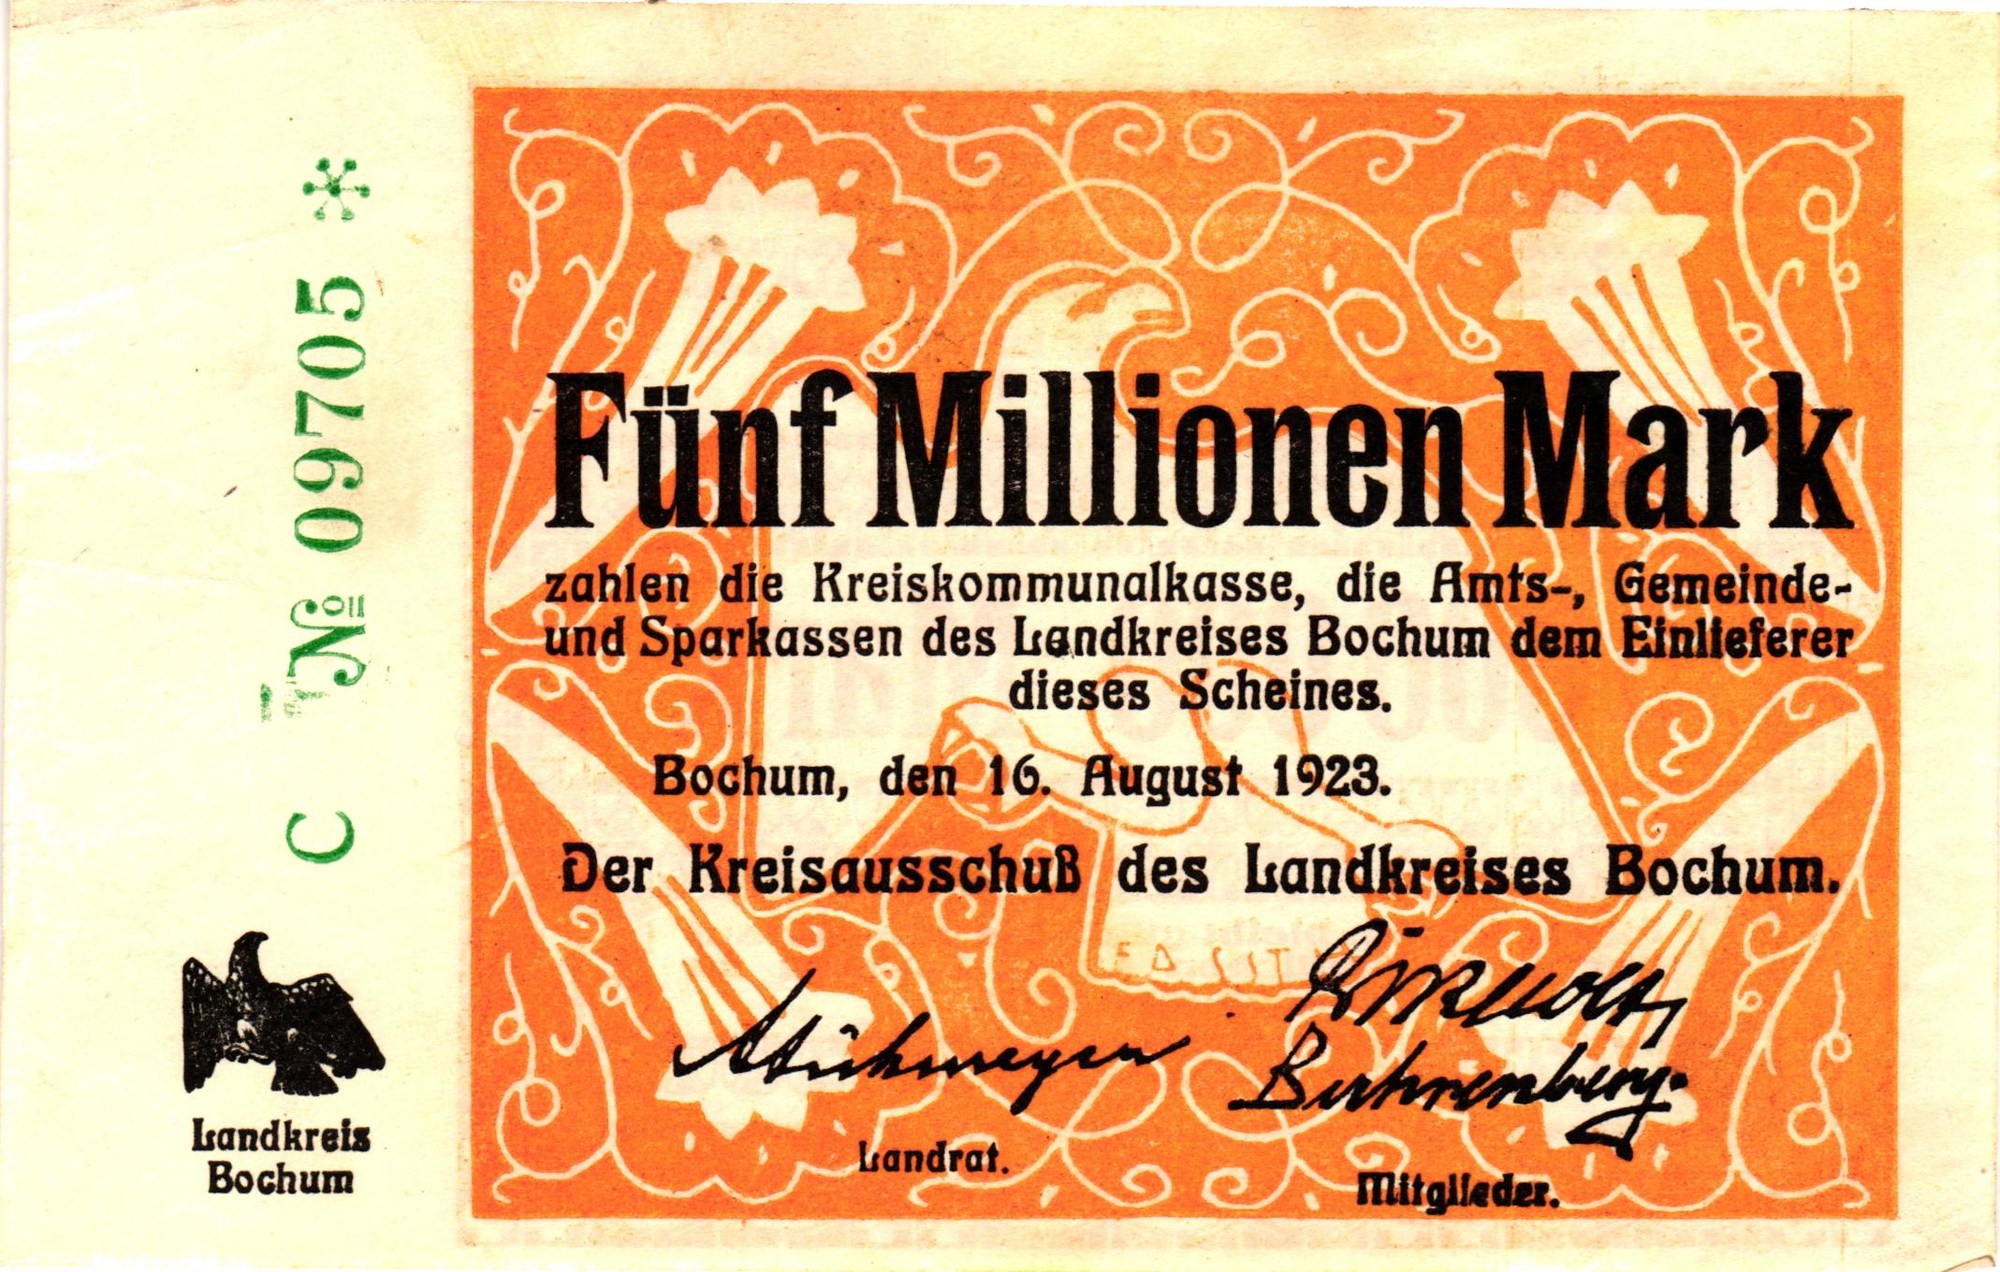 C № 09705 *
Landkreis
Bochum
Fünf Millionen Mark
zahlen die Kreiskommunalkasse, die Amts-, Gemeinde-
und Sparkassen des Landkreises Bochum dem Einlieferer
dieses Scheines.
Bochum, den 16. August 1923.
Der Kreisausschuß des Landkreises Bochum.
Landrat.
Mitglieder.